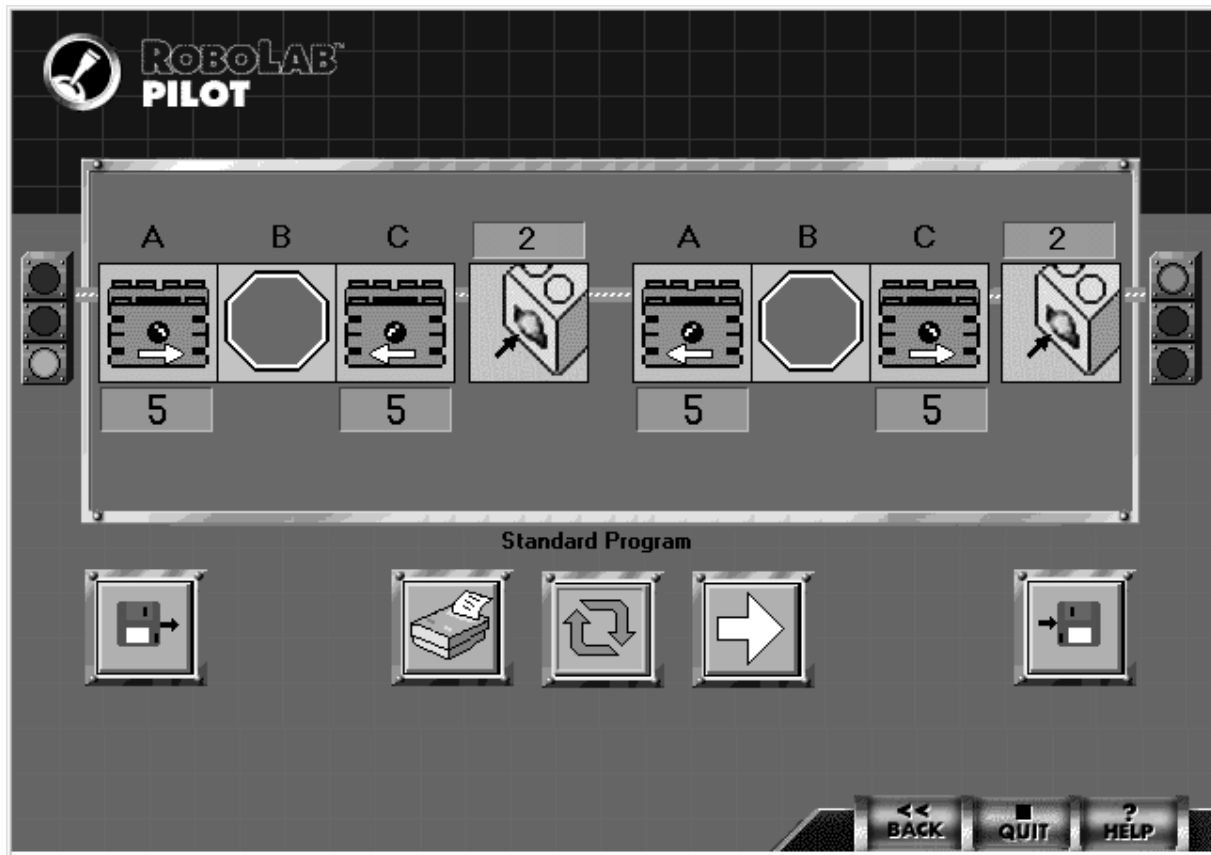 ROBOLAB™
PILOT
A B C 2 A B C 2
5 5 5 5
Standard Program
<< ■ ?
BACK QUIT HELP